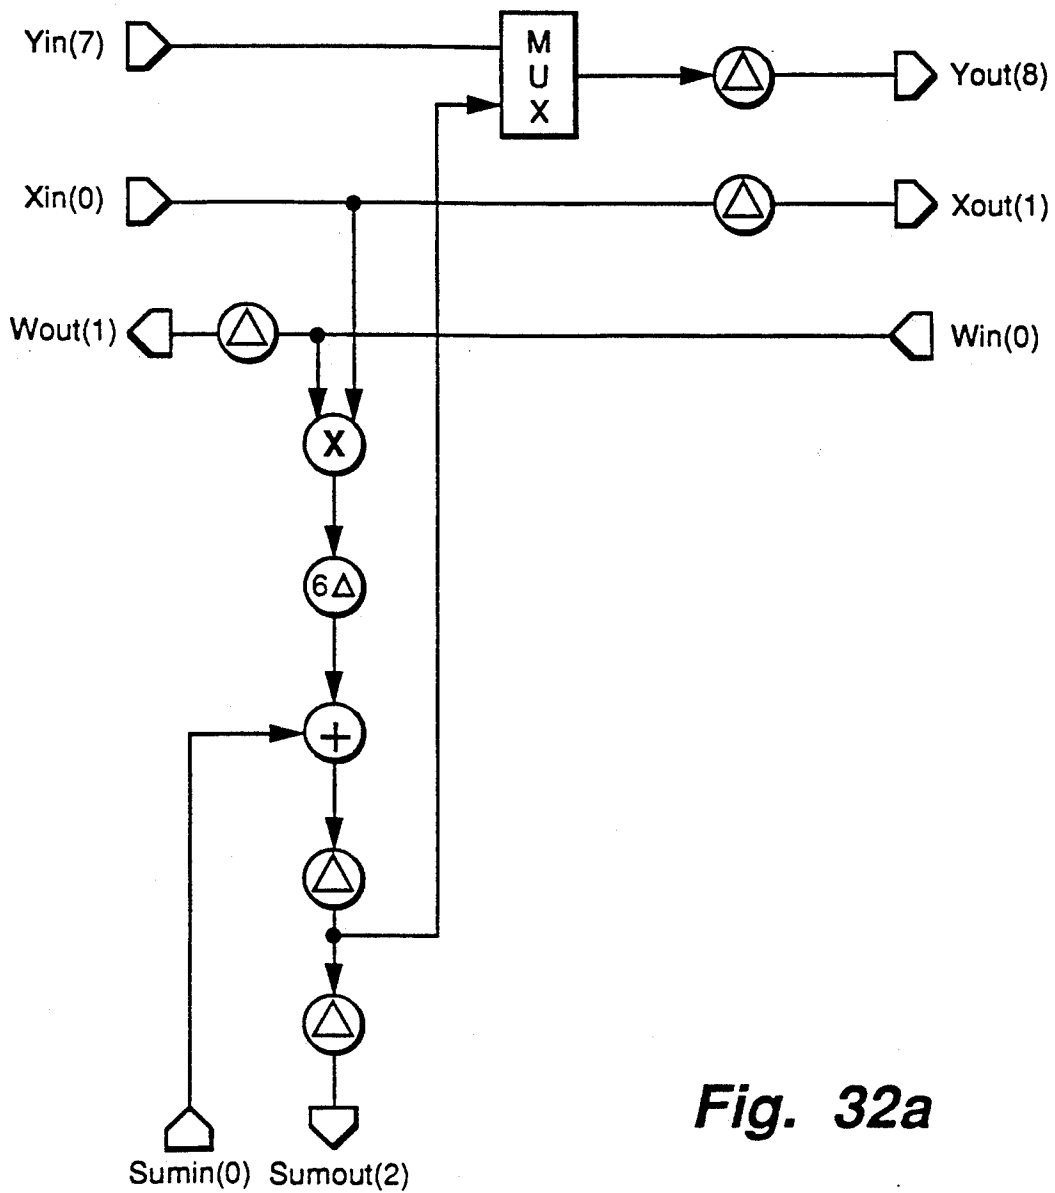 Yin(7)
M
U
X
Yout(8)
Xin(0)
Xout(1)
Wout(1)
Win(0)
X
6Δ
+
Sumin(0)
Sumout(2)
Fig. 32a